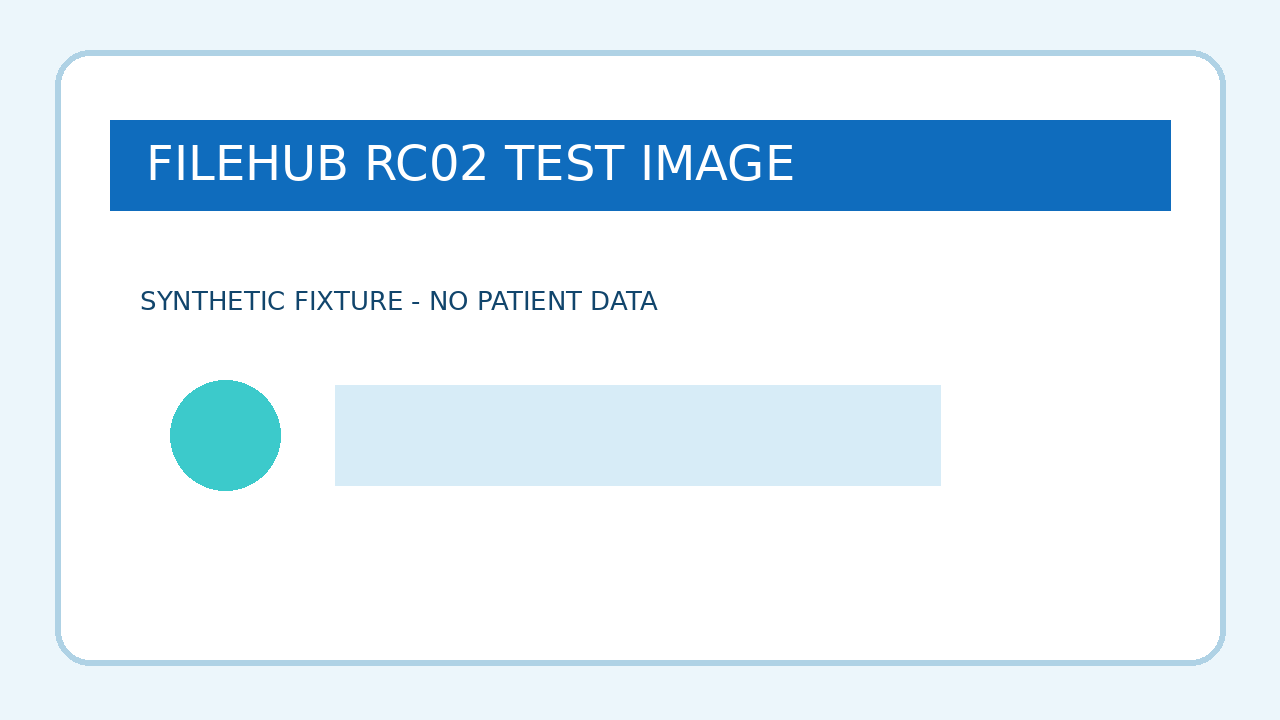 FILEHUB RC02 TEST IMAGE
SYNTHETIC FIXTURE - NO PATIENT DATA